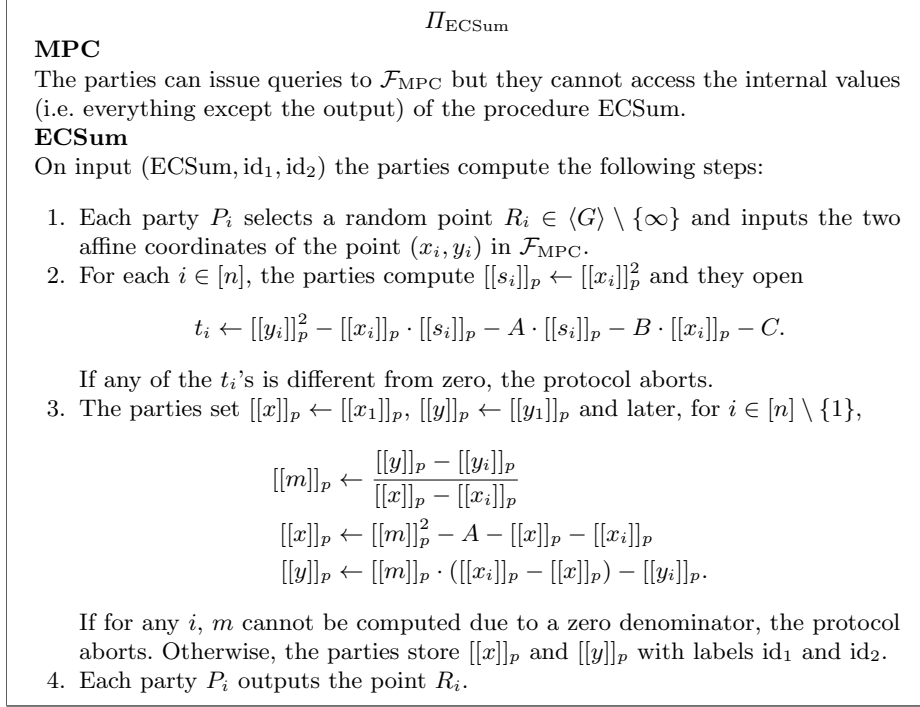 Π_ECSum
MPC
The parties can issue queries to F_MPC but they cannot access the internal values
(i.e. everything except the output) of the procedure ECSum.
ECSum
On input (ECSum, id₁, id₂) the parties compute the following steps:
1. Each party P_i selects a random point R_i ∈ ⟨G⟩ \ {∞} and inputs the two
affine coordinates of the point (x_i, y_i) in F_MPC.
2. For each i ∈ [n], the parties compute [[s_i]]_p ← [[x_i]]_p^2 and they open
t_i ← [[y_i]]_p^2 − [[x_i]]_p · [[s_i]]_p − A · [[s_i]]_p − B · [[x_i]]_p − C.
If any of the t_i's is different from zero, the protocol aborts.
3. The parties set [[x]]_p ← [[x_1]]_p, [[y]]_p ← [[y_1]]_p and later, for i ∈ [n] \ {1},
[[m]]_p ← ([[y]]_p − [[y_i]]_p) / ([[x]]_p − [[x_i]]_p)
[[x]]_p ← [[m]]_p^2 − A − [[x]]_p − [[x_i]]_p
[[y]]_p ← [[m]]_p · ([[x_i]]_p − [[x]]_p) − [[y_i]]_p.
If for any i, m cannot be computed due to a zero denominator, the protocol
aborts. Otherwise, the parties store [[x]]_p and [[y]]_p with labels id₁ and id₂.
4. Each party P_i outputs the point R_i.